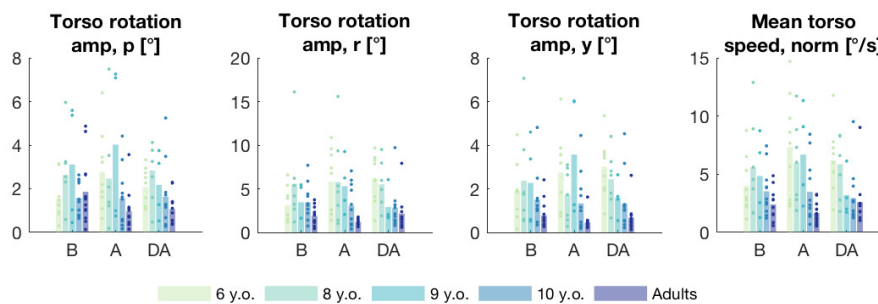 Torso rotation
amp, p [°]
8
6
4
2
0
B A DA
Torso rotation
amp, r [°]
20
15
10
5
0
B A DA
Torso rotation
amp, y [°]
8
6
4
2
0
B A DA
Mean torso
speed, norm [°/s]
15
10
5
0
B A DA
6 y.o. 8 y.o. 9 y.o. 10 y.o. Adults